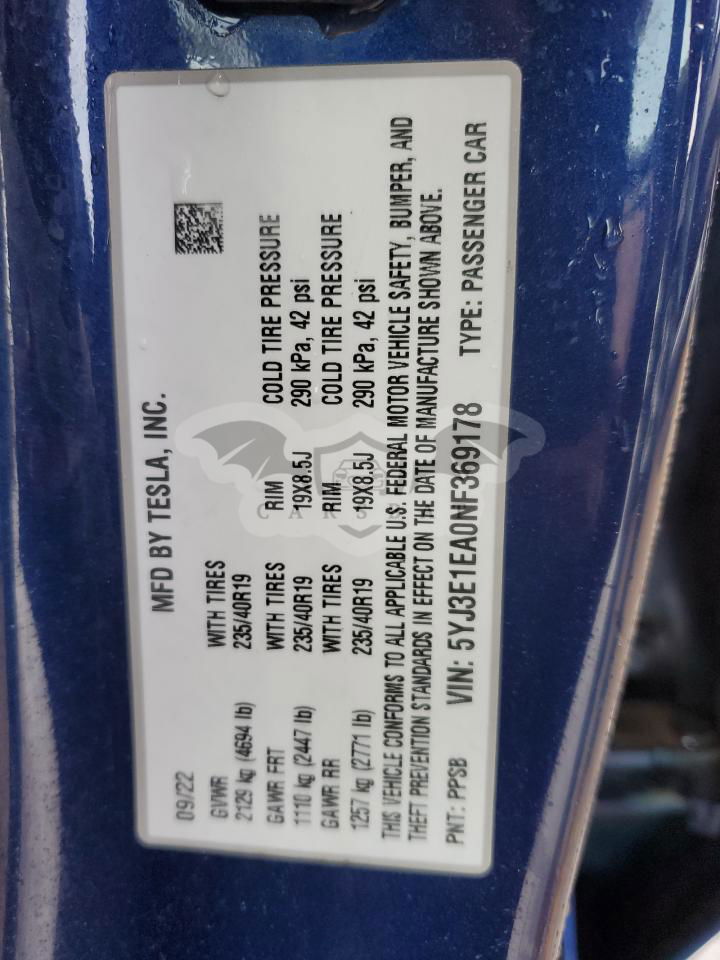 MFD BY TESLA, INC.
09/22
GVWR WITH TIRES
2129 kg (4694 lb) 235/40R19
GAWR FRT WITH TIRES RIM COLD TIRE PRESSURE
1110 kg (2447 lb) 235/40R19 19X8.5J 290 kPa, 42 psi
GAWR RR WITH TIRES RIM COLD TIRE PRESSURE
1257 kg (2771 lb) 235/40R19 19X8.5J 290 kPa, 42 psi
THIS VEHICLE CONFORMS TO ALL APPLICABLE U.S. FEDERAL MOTOR VEHICLE SAFETY, BUMPER, AND
THEFT PREVENTION STANDARDS IN EFFECT ON THE DATE OF MANUFACTURE SHOWN ABOVE.
PNT: PPSB VIN: 5YJ3E1EA0NF369178 TYPE: PASSENGER CAR